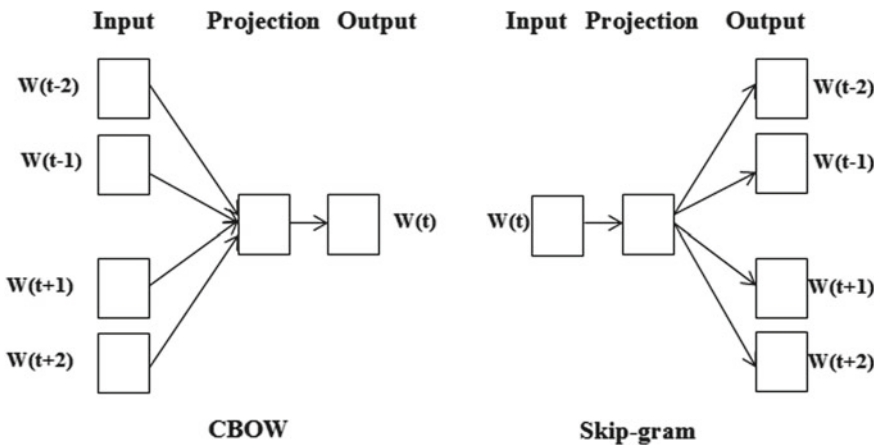 Input Projection Output
W(t-2)
W(t-1)
W(t)
W(t+1)
W(t+2)
CBOW
Input Projection Output
W(t-2)
W(t-1)
W(t)
W(t+1)
W(t+2)
Skip-gram